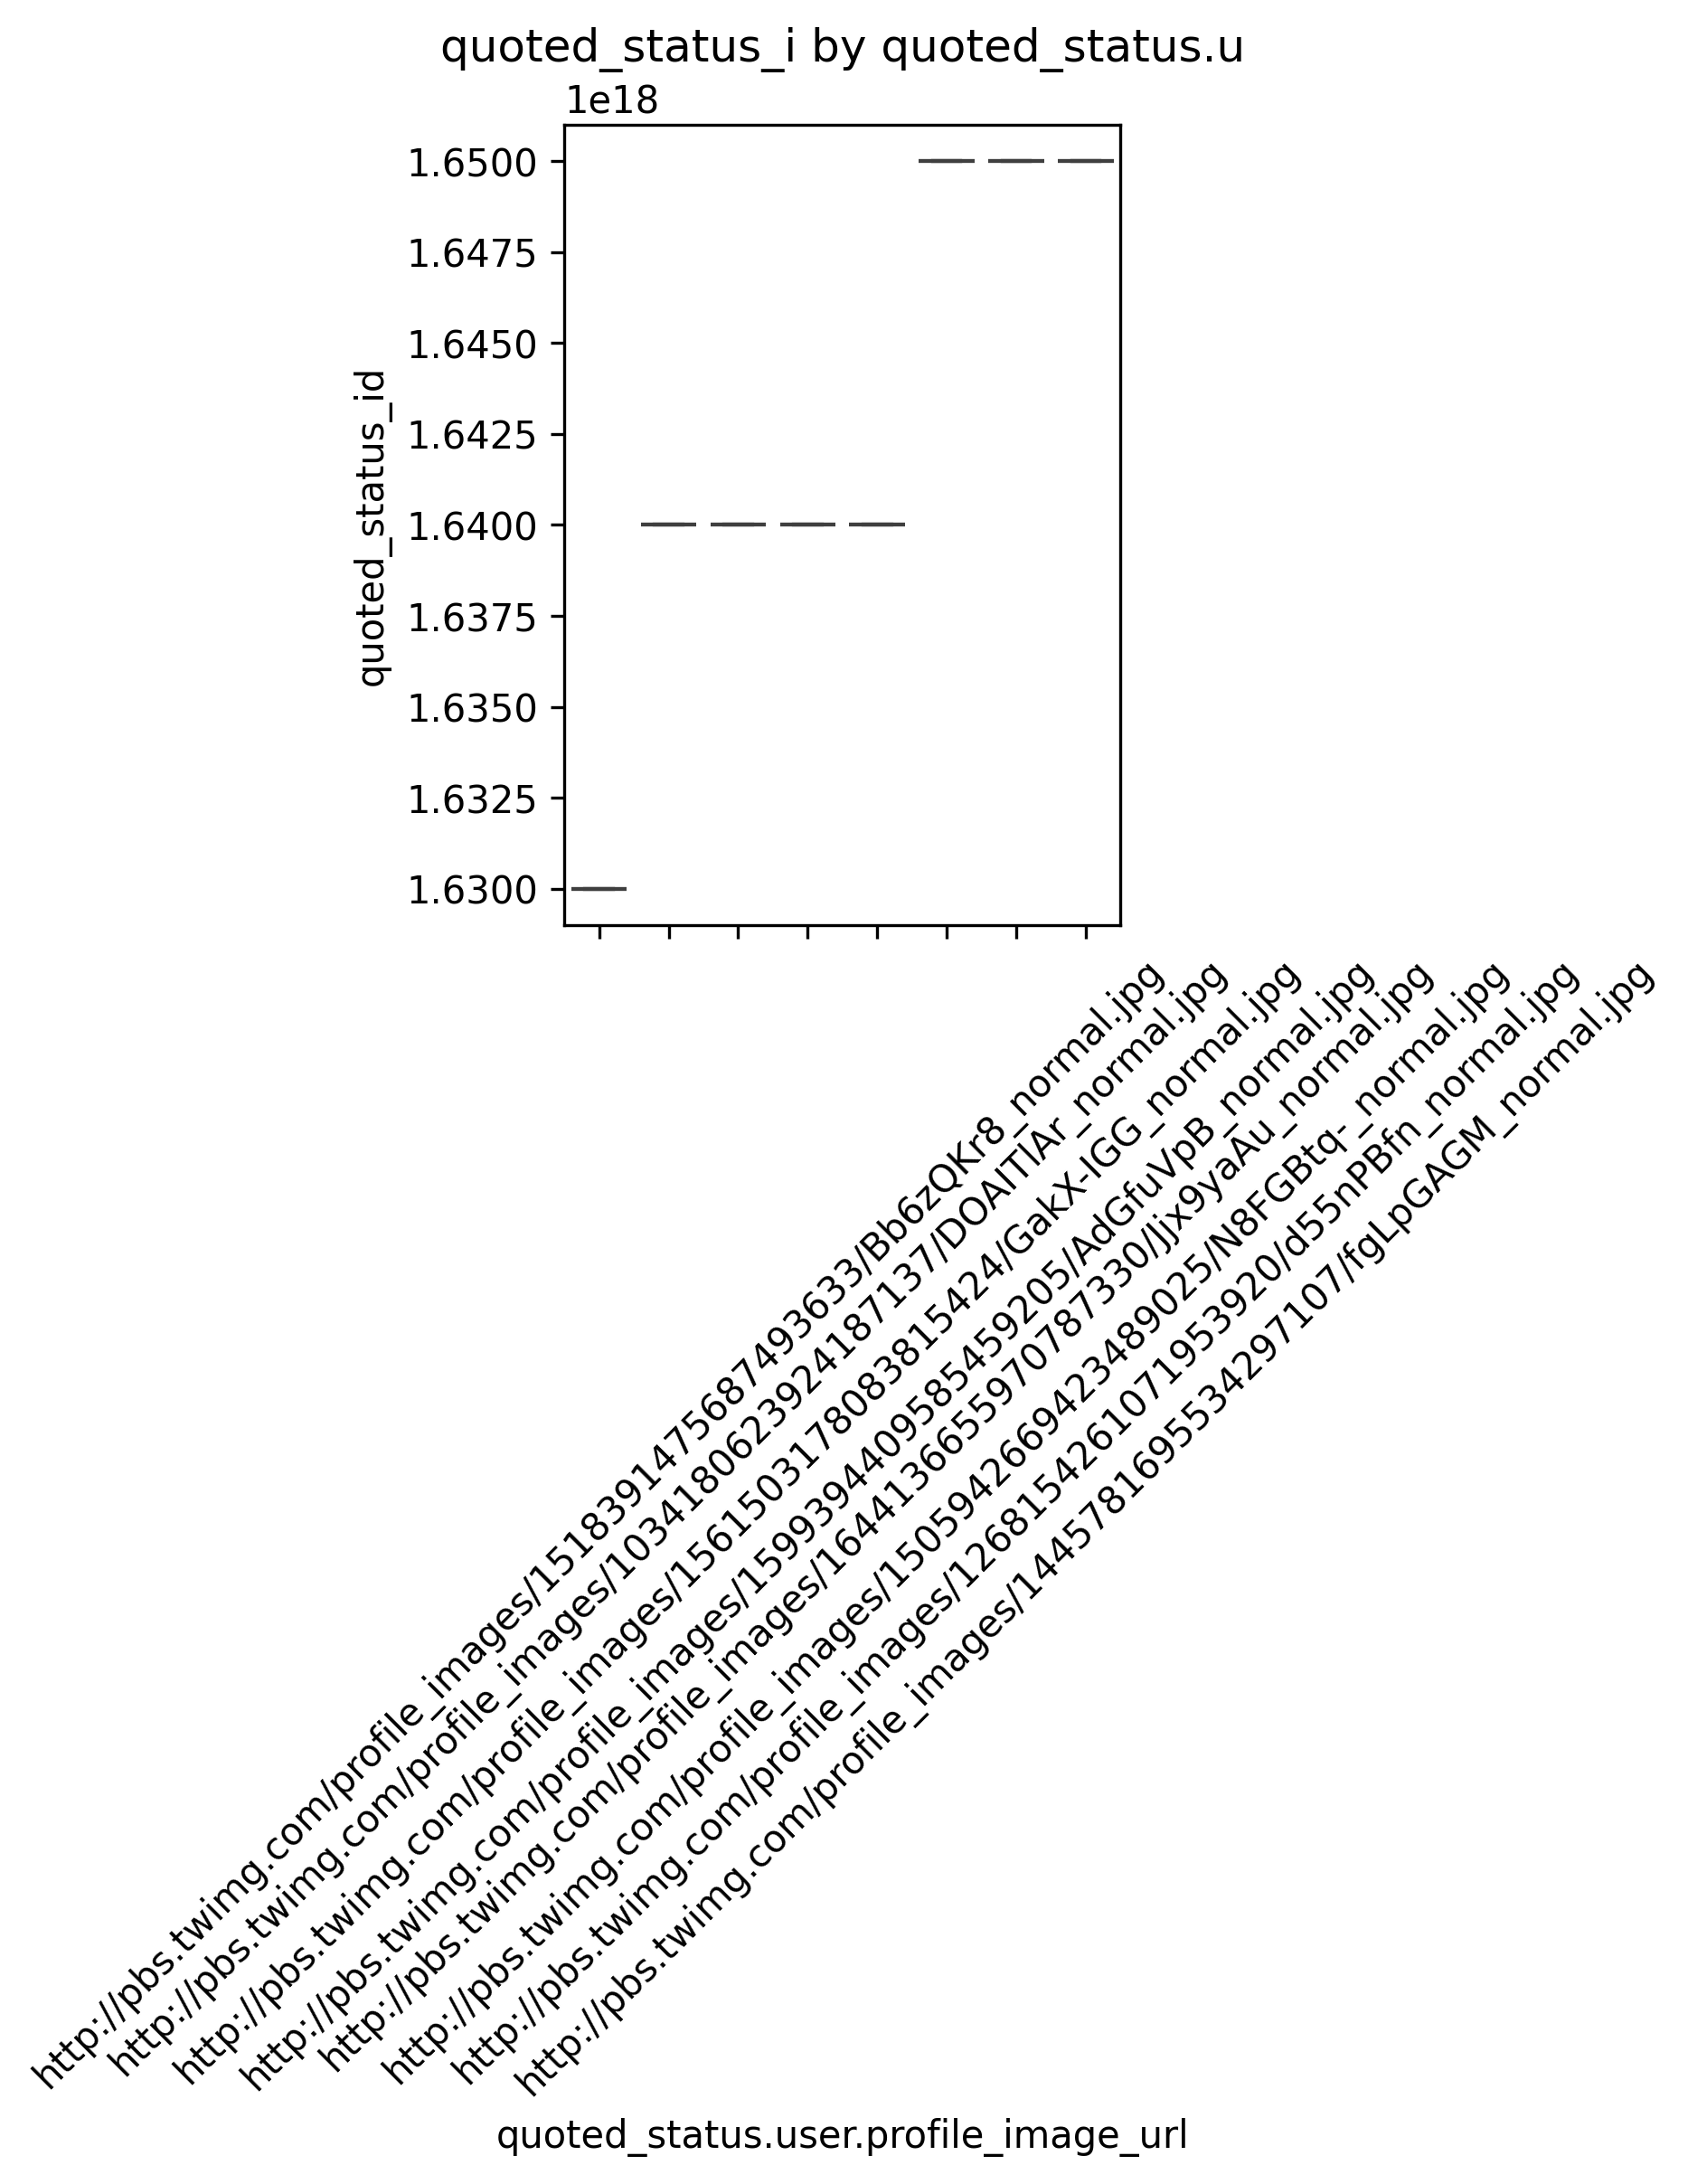 quoted_status_i by quoted_status.u
1e18
1.6500
1.6475
1.6450
1.6425
1.6400
1.6375
1.6350
1.6325
1.6300
quoted_status_id
http://pbs.twimg.com/profile_images/1518391475687493633/Bb6zQKr8_normal.jpg
http://pbs.twimg.com/profile_images/1034180623924187137/DOAITlAr_normal.jpg
http://pbs.twimg.com/profile_images/1561503178083815424/GakX-IGG_normal.jpg
http://pbs.twimg.com/profile_images/1599394409585459205/AdGfuVpB_normal.jpg
http://pbs.twimg.com/profile_images/1644136655970787330/Jjx9yaAu_normal.jpg
http://pbs.twimg.com/profile_images/1505942669423489025/N8FGBtq-_normal.jpg
http://pbs.twimg.com/profile_images/1268154261071953920/d55nPBfn_normal.jpg
http://pbs.twimg.com/profile_images/1445781695534297107/fgLpGAGM_normal.jpg
quoted_status.user.profile_image_url